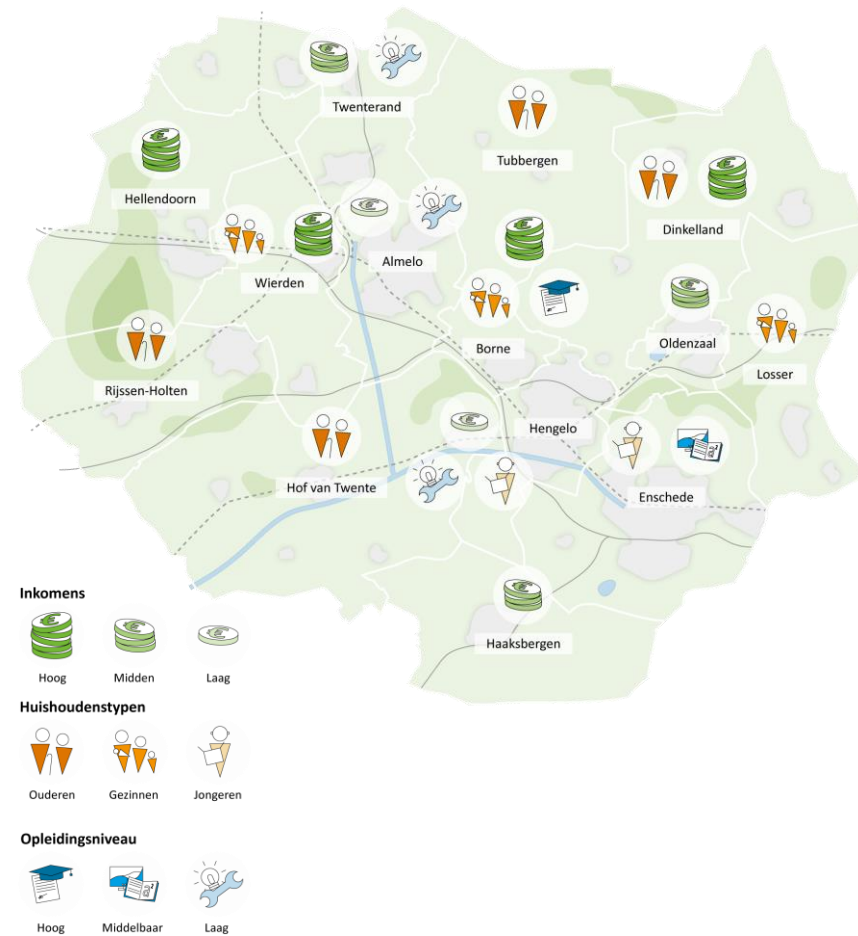 Twenterand
Tubbergen
Hellendoorn
Dinkelland
Wierden
Almelo
Borne
Oldenzaal
Losser
Rijssen-Holten
Hengelo
Hof van Twente
Enschede
Haaksbergen
Inkomens
Hoog Midden Laag
Huishoudenstypen
Ouderen Gezinnen Jongeren
Opleidingsniveau
Hoog Middelbaar Laag